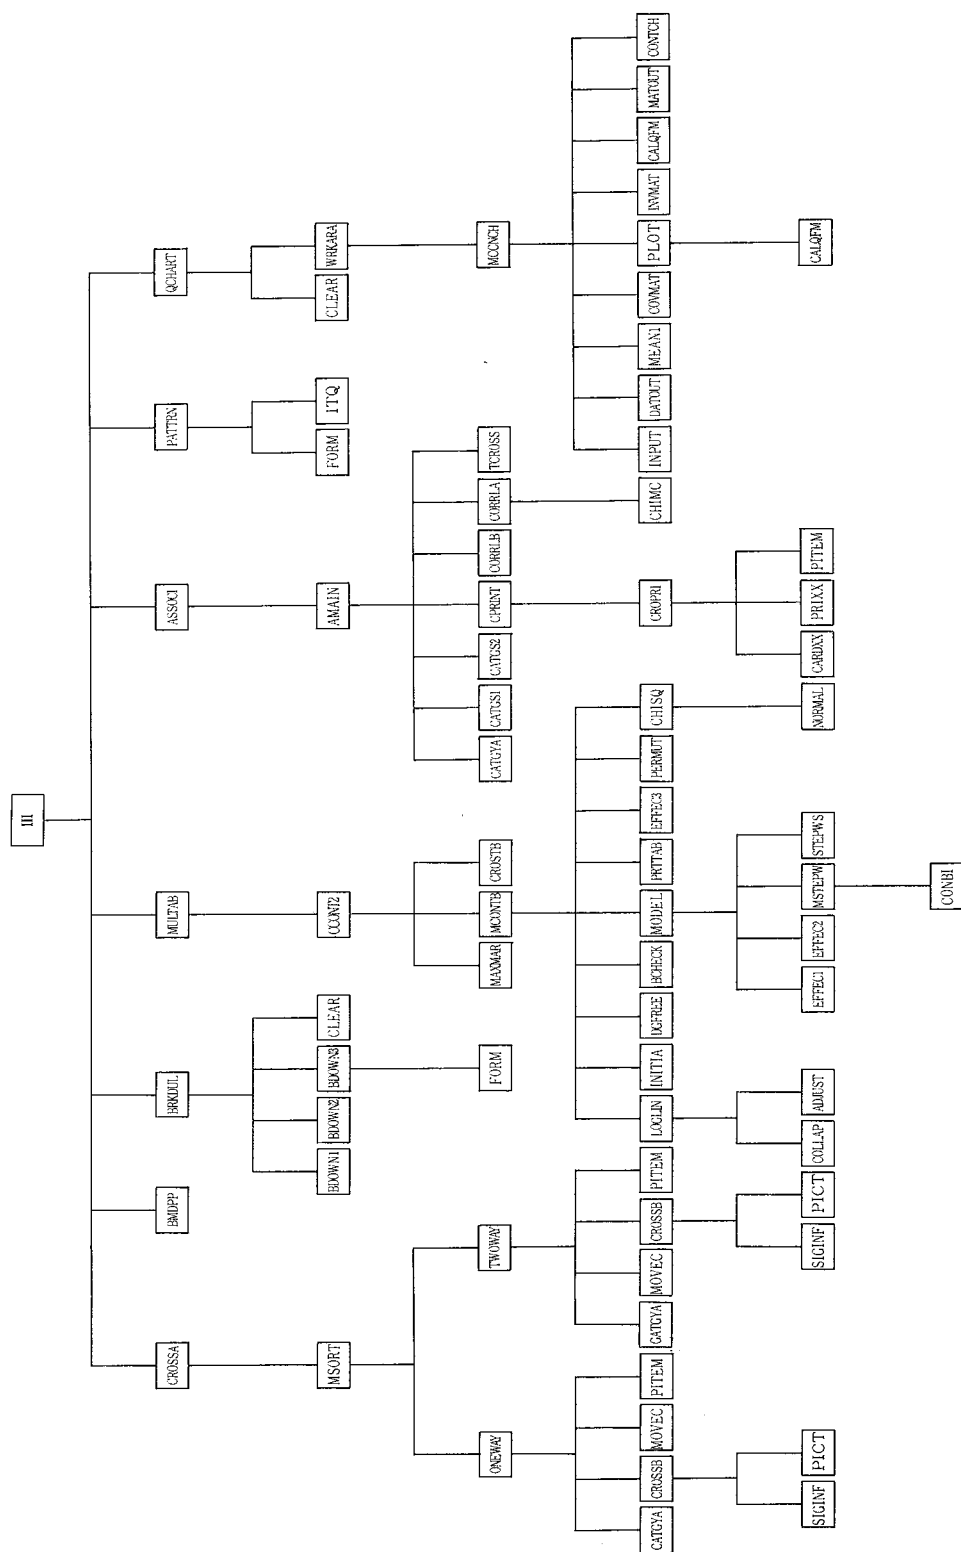 III
CROSSA
BMDPP
BRKDUL
MULTAB
ASSOCI
PATTRN
QCHART
MSORT
BDOWN1
BDOWN2
BDOWN3
CLEAR
CCONT2
AMAIN
FORM
ITQ
CLEAR
WRKARA
ONEWAY
TWOWAY
FORM
MAXMAR
MCONTB
CROSTB
CATGYA
CATGS1
CATGS2
CPRINT
CORRLB
CORRLA
TCROSS
MCCNCH
CATGYA
CROSSB
MOVEC
PITEM
GATGYA
MOVEC
CROSSB
PITEM
LOGLIN
INITIA
DGFREE
BCHECK
MODEL
PRTTAB
EFFEC3
PERMUT
CHISQ
CROPRI
CHIMC
INPUT
DATOUT
MEAN1
COVMAT
PLOT
INVMAT
CALQFM
MATOUT
CONTCH
SIGINF
PICT
SIGINF
PICT
COLLAP
ADJUST
EFFEC1
EFFEC2
MSTEPW
STEPWS
NORMAL
CARDXX
PRIXX
PITEM
CALQFM
CONBI